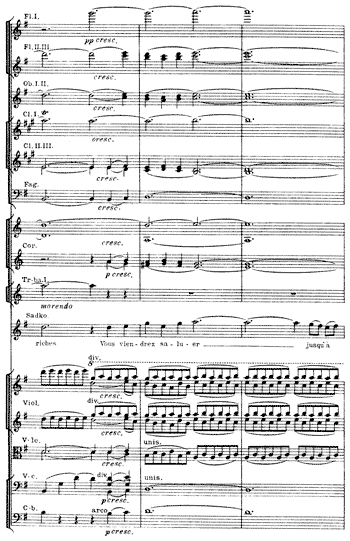 Fl.I.
pp cresc.
Fl.II.III.
cresc.
Ob.I.II.
cresc.
Cl.I.
cresc.
Cl.II.III.
cresc.
Fag.
cresc.
cresc.
Cor.
p cresc.
Tr-ba.I.
morendo
Sadko.
riches Vous vien-drez sa-lu-er jusqu'à
div.
8
cresc.
Viol.
div.
cresc.
V-le.
unis.
cresc.
V-c.
div.
unis.
p cresc.
C-b.
arco
p cresc.